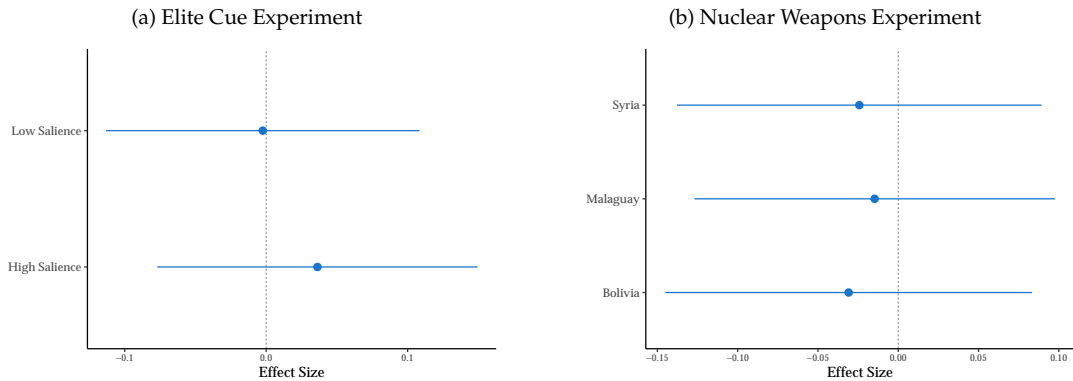 (a) Elite Cue Experiment
Low Salience
High Salience
−0.1 0.0 0.1
Effect Size
(b) Nuclear Weapons Experiment
Syria
Malaguay
Bolivia
−0.15 −0.10 −0.05 0.00 0.05 0.10
Effect Size